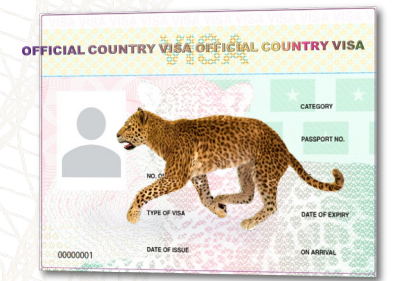 OFFICIAL COUNTRY VISA OFFICIAL COUNTRY VISA
VISA
CATEGORY
PASSPORT NO.
NO. O
TYPE OF VISA
DATE OF EXPIRY
00000001
DATE OF ISSUE
ON ARRIVAL